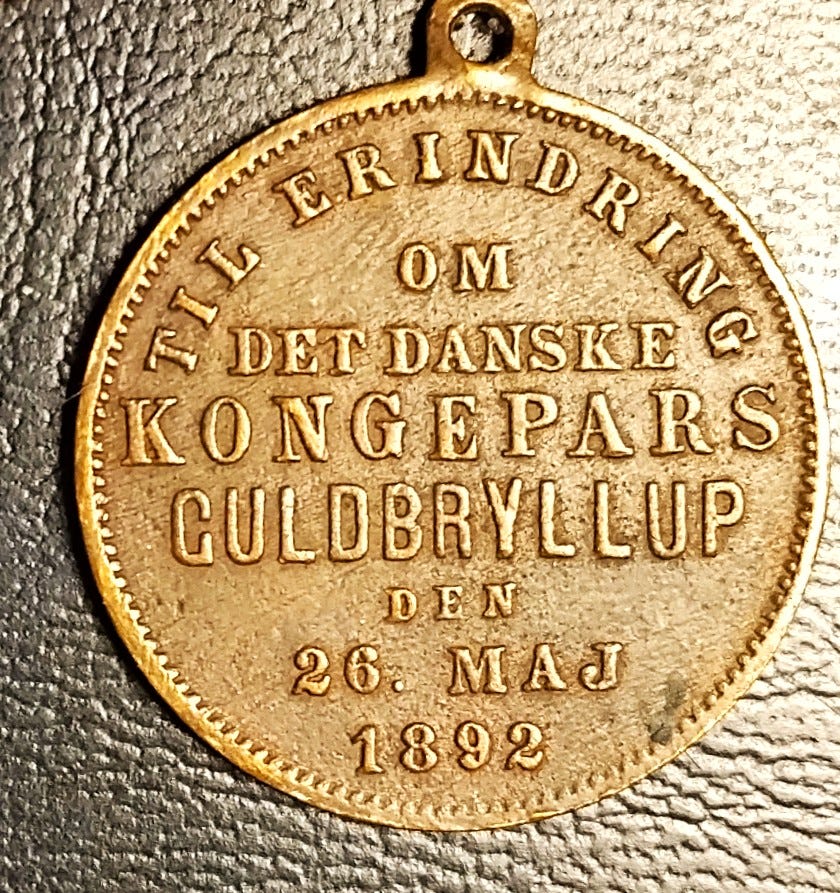 TIL ERINDRING
OM
DET DANSKE
KONGEPARS
GULDBRYLLUP
DEN
26. MAJ
1892